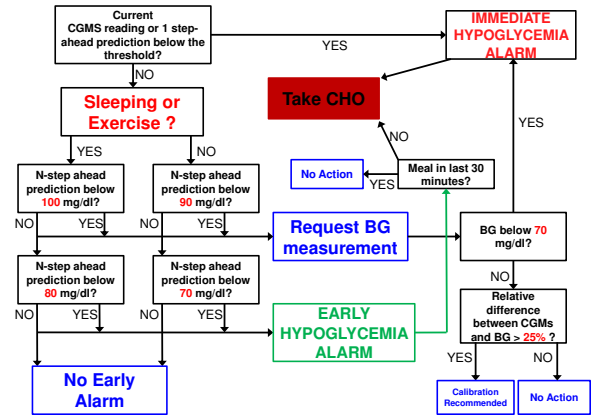 Current
CGMS reading or 1 step-
ahead prediction below the
threshold?
YES
IMMEDIATE
HYPOGLYCEMIA
ALARM
NO
Sleeping or
Exercise ?
Take CHO
YES
NO
NO
YES
N-step ahead
prediction below
100 mg/dl?
N-step ahead
prediction below
90 mg/dl?
No Action
YES
Meal in last 30
minutes?
NO
YES
NO
YES
Request BG
measurement
BG below 70
mg/dl?
N-step ahead
prediction below
80 mg/dl?
N-step ahead
prediction below
70 mg/dl?
NO
NO
YES
NO
YES
EARLY
HYPOGLYCEMIA
ALARM
Relative
difference
between CGMs
and BG > 25% ?
YES
NO
No Early
Alarm
Calibration
Recommended
No Action